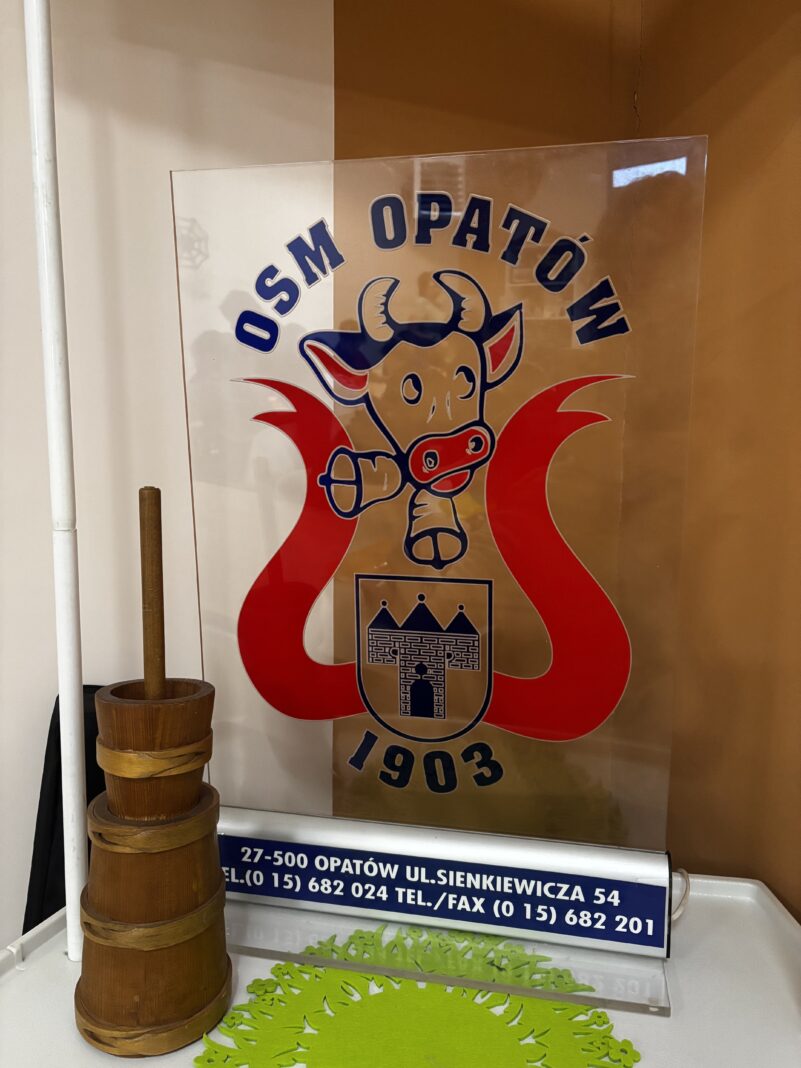 OSM OPATÓW
1903
27-500 OPATÓW UL.SIENKIEWICZA 54
TEL.(0 15) 682 024 TEL./FAX (0 15) 682 201